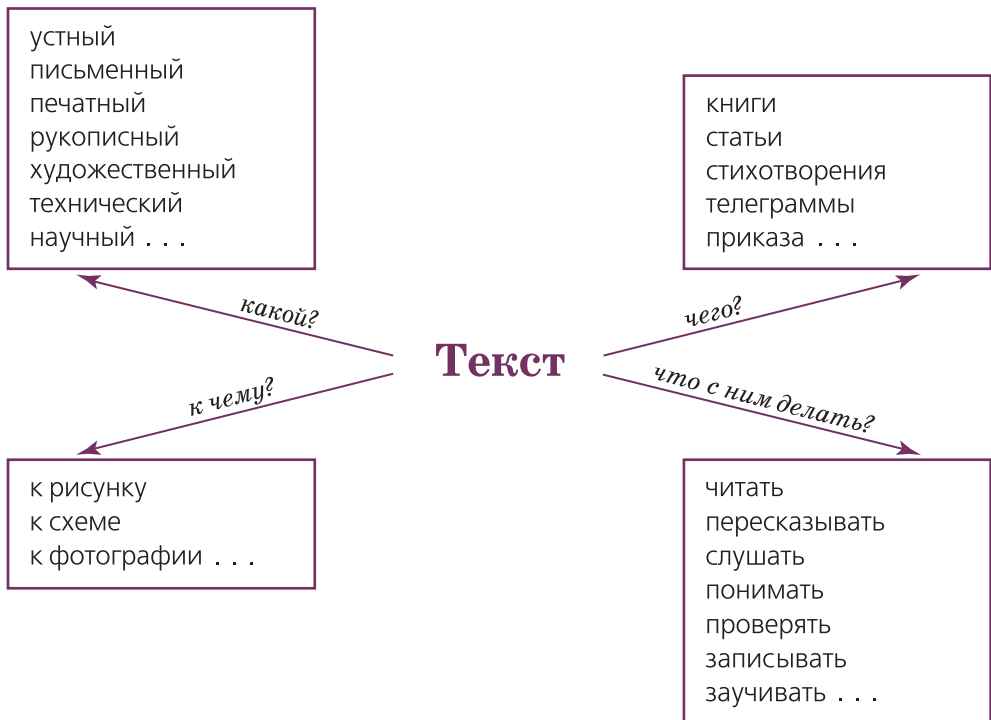 устный
письменный
печатный
рукописный
художественный
технический
научный . . .
книги
статьи
стихотворения
телеграммы
приказа . . .
какой?
чего?
Текст
к чему?
что с ним делать?
к рисунку
к схеме
к фотографии . . .
читать
пересказывать
слушать
понимать
проверять
записывать
заучивать . . .